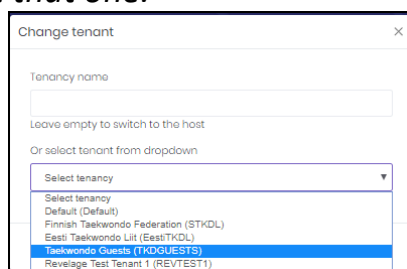 that one.
Change tenant
×
Tenancy name
Leave empty to switch to the host
Or select tenant from dropdown
Select tenancy
Select tenancy
Default (Default)
Finnish Taekwondo Federation (STKDL)
Eesti Taekwondo Liit (EestiTKDL)
Taekwondo Guests (TKDGUESTS)
Revelage Test Tenant 1 (REVTEST1)